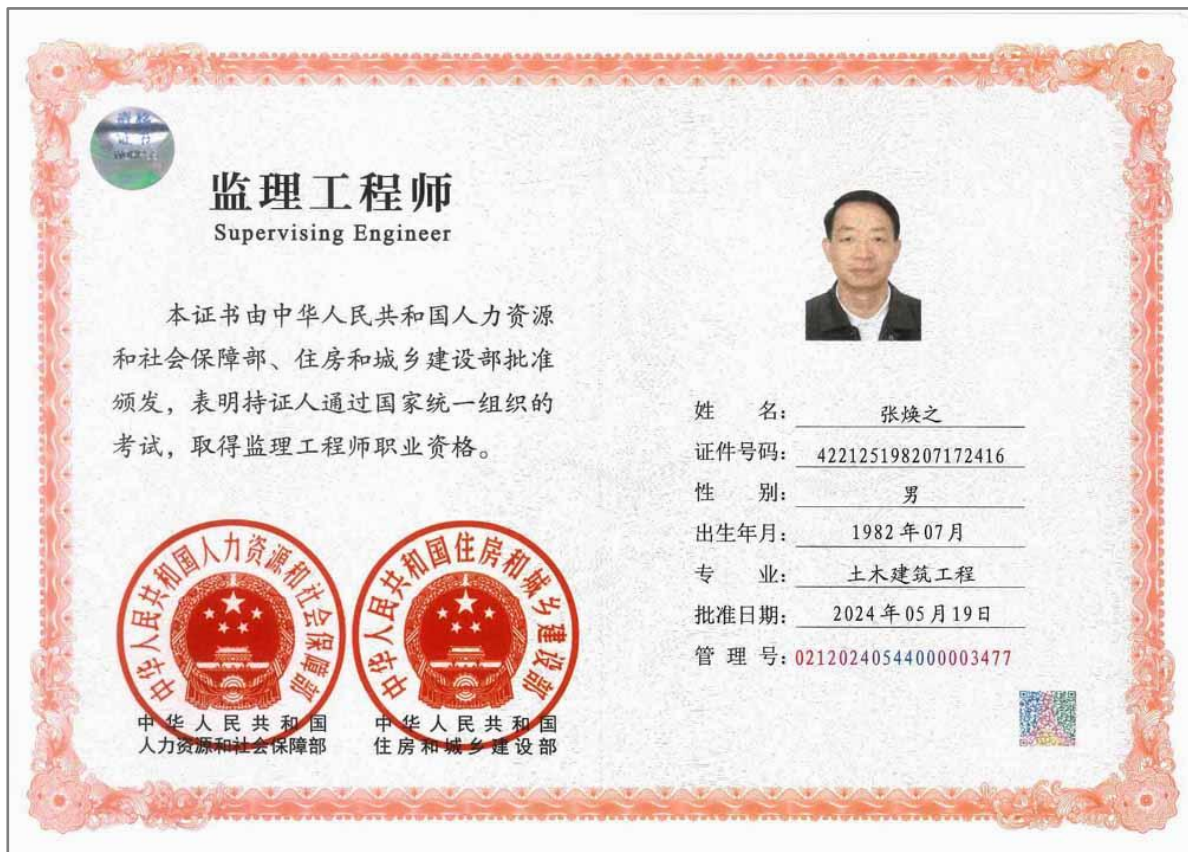 监理工程师
Supervising Engineer
本证书由中华人民共和国人力资源
和社会保障部、住房和城乡建设部批准
颁发，表明持证人通过国家统一组织的
考试，取得监理工程师职业资格。
中华人民共和国人力资源和社会保障部
中华人民共和国
人力资源和社会保障部
中华人民共和国住房和城乡建设部
中华人民共和国
住房和城乡建设部
姓 名： 张焕之
证件号码： 422125198207172416
性 别： 男
出生年月： 1982年07月
专 业： 土木建筑工程
批准日期： 2024年05月19日
管 理 号： 02120240544000003477